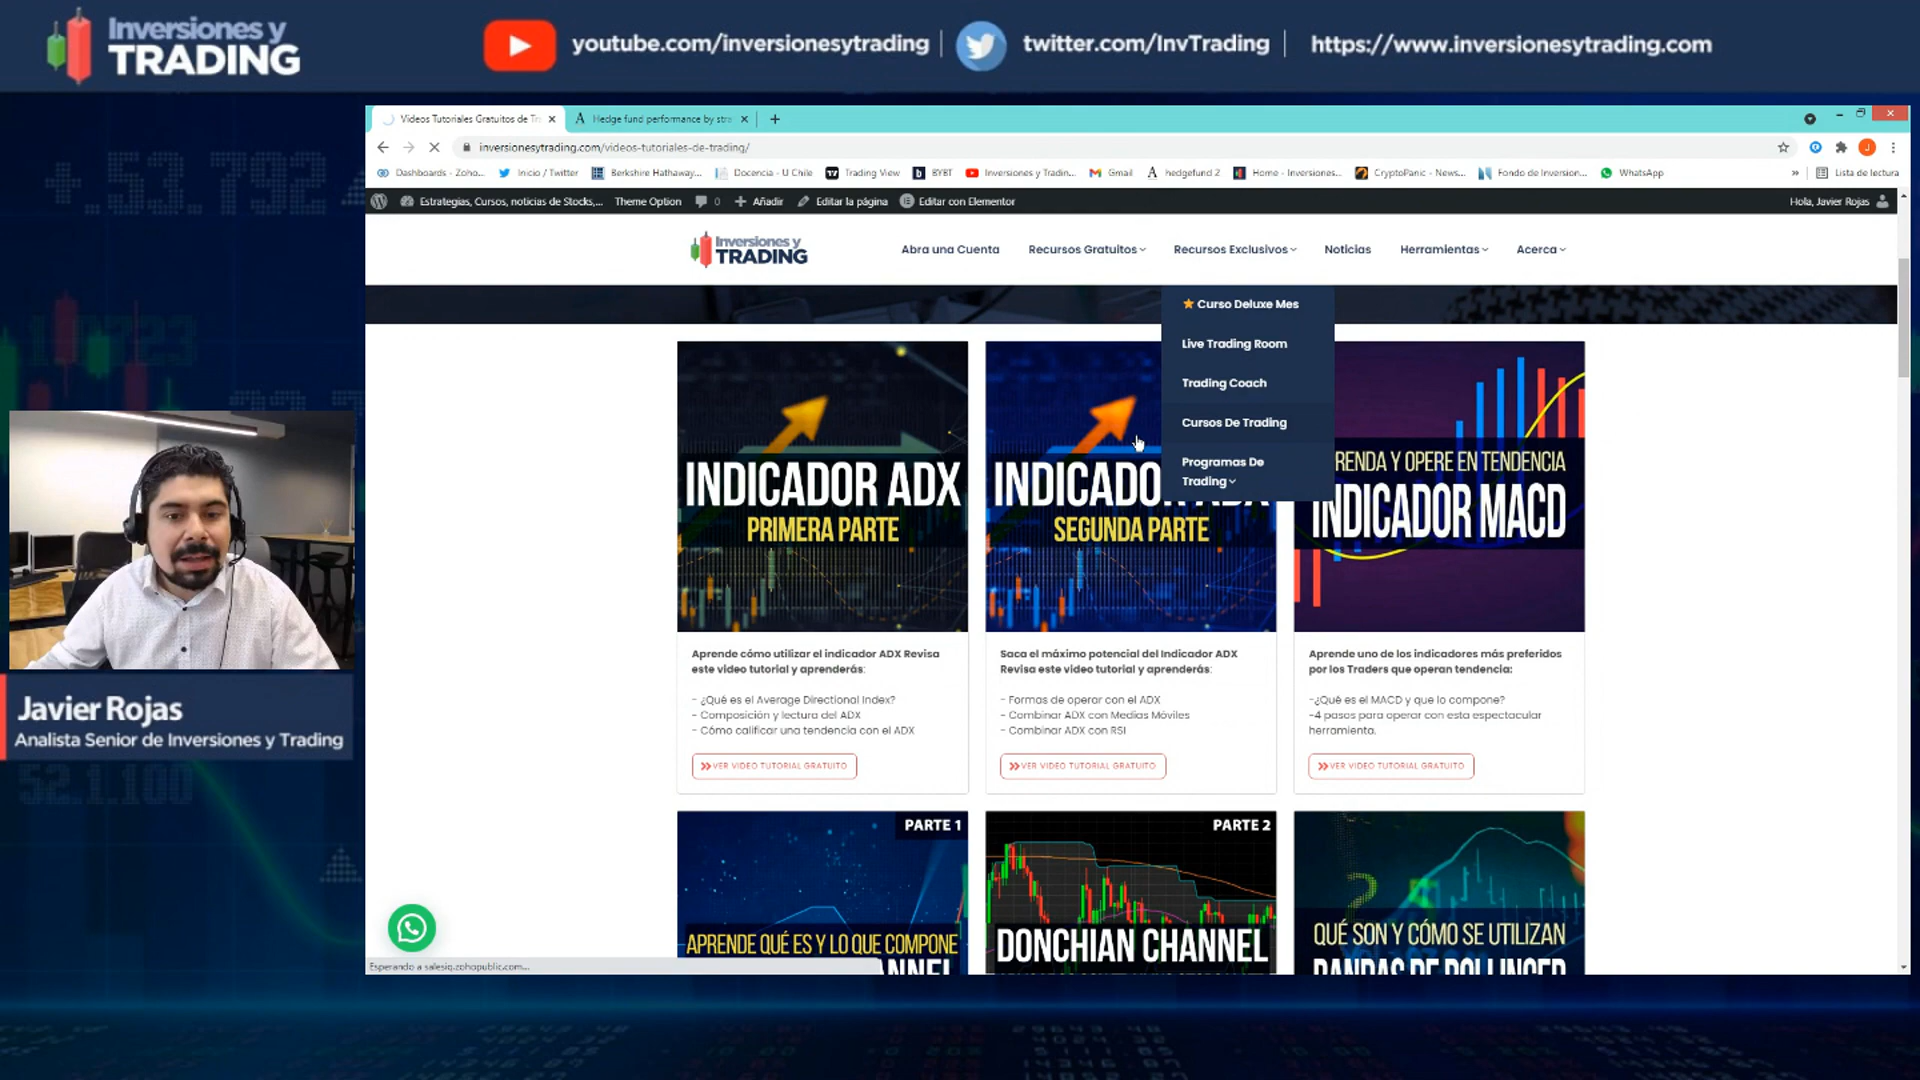 Inversiones y
TRADING
youtube.com/inversionesytrading
twitter.com/InvTrading
https://www.inversionesytrading.com
Videos Tutoriales Gratuitos de Tr
Hedge fund performance by stra
inversionesytrading.com/videos-tutoriales-de-trading/
Dashboards - Zoho...
Inicio / Twitter
Berkshire Hathaway...
Docencia - U Chile
Trading View
BYBT
Inversiones y Tradin...
Gmail
hedgefund 2
Home - Inversiones...
CryptoPanic - News...
Fondo de Inversion...
WhatsApp
»
Lista de lectura
Estrategias, Cursos, noticias de Stocks,...
Theme Option
0
Añadir
Editar la página
Editar con Elementor
Hola, Javier Rojas
Inversiones y
TRADING
Abra una Cuenta
Recursos Gratuitos
Recursos Exclusivos
Noticias
Herramientas
Acerca
Curso Deluxe Mes
Live Trading Room
Trading Coach
Cursos De Trading
Programas De
Trading
INDICADOR ADX
PRIMERA PARTE
SEGUNDA PARTE
RENDA Y OPERE EN TENDENCIA
INDICADOR MACD
Aprende cómo utilizar el indicador ADX Revisa
este video tutorial y aprenderás:
- ¿Qué es el Average Directional Index?
- Composición y lectura del ADX
- Cómo calificar una tendencia con el ADX
VER VIDEO TUTORIAL GRATUITO
Saca el máximo potencial del Indicador ADX
Revisa este video tutorial y aprenderás:
- Formas de operar con el ADX
- Combinar ADX con Medias Móviles
- Combinar ADX con RSI
VER VIDEO TUTORIAL GRATUITO
Aprende uno de los indicadores más preferidos
por los Traders que operan tendencia:
-¿Qué es el MACD y que lo compone?
-4 pasos para operar con esta espectacular
herramienta.
VER VIDEO TUTORIAL GRATUITO
PARTE 1
APRENDE QUÉ ES Y LO QUE COMPONE
PARTE 2
DONCHIAN CHANNEL
QUÉ SON Y CÓMO SE UTILIZAN
BANDAS DE BOLLINGER
Esperando a salesiq.zohopublic.com...
Javier Rojas
Analista Senior de Inversiones y Trading
+.53.792
52.1.100